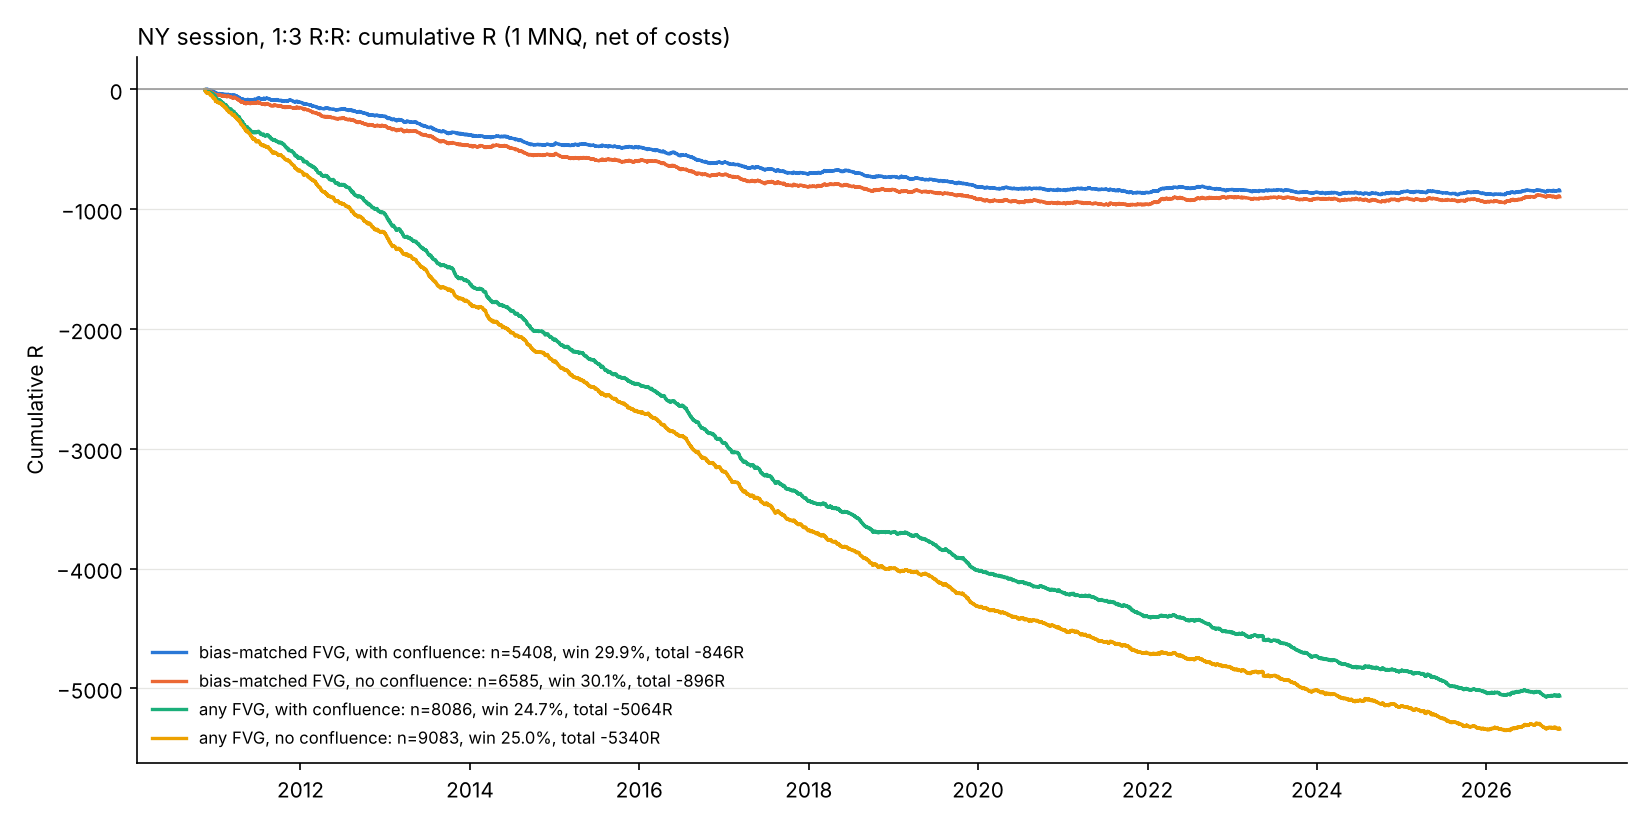 NY session, 1:3 R:R: cumulative R (1 MNQ, net of costs)
Cumulative R
0
−1000
−2000
−3000
−4000
−5000
bias-matched FVG, with confluence: n=5408, win 29.9%, total -846R
bias-matched FVG, no confluence: n=6585, win 30.1%, total -896R
any FVG, with confluence: n=8086, win 24.7%, total -5064R
any FVG, no confluence: n=9083, win 25.0%, total -5340R
2012 2014 2016 2018 2020 2022 2024 2026